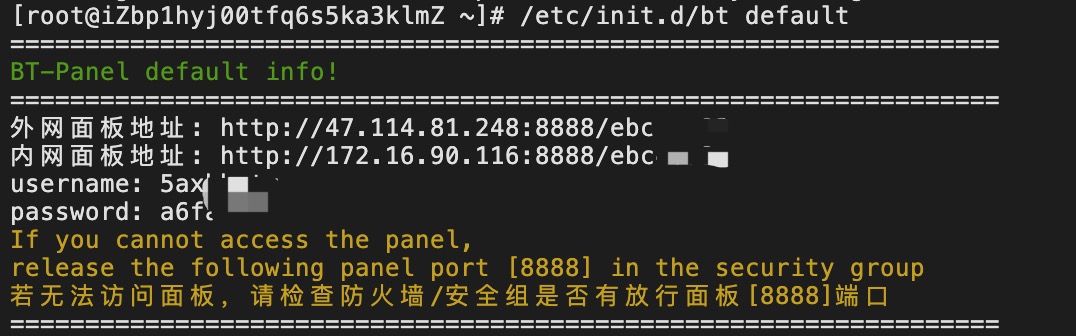 [root@iZbp1hyj00tfq6s5ka3klmZ ~]# /etc/init.d/bt default
==================================================================
BT-Panel default info!
==================================================================
外网面板地址: http://47.114.81.248:8888/ebc
内网面板地址: http://172.16.90.116:8888/ebc
username: 5ax
password: a6f
If you cannot access the panel,
release the following panel port [8888] in the security group
若无法访问面板，请检查防火墙/安全组是否有放行面板[8888]端口
==================================================================